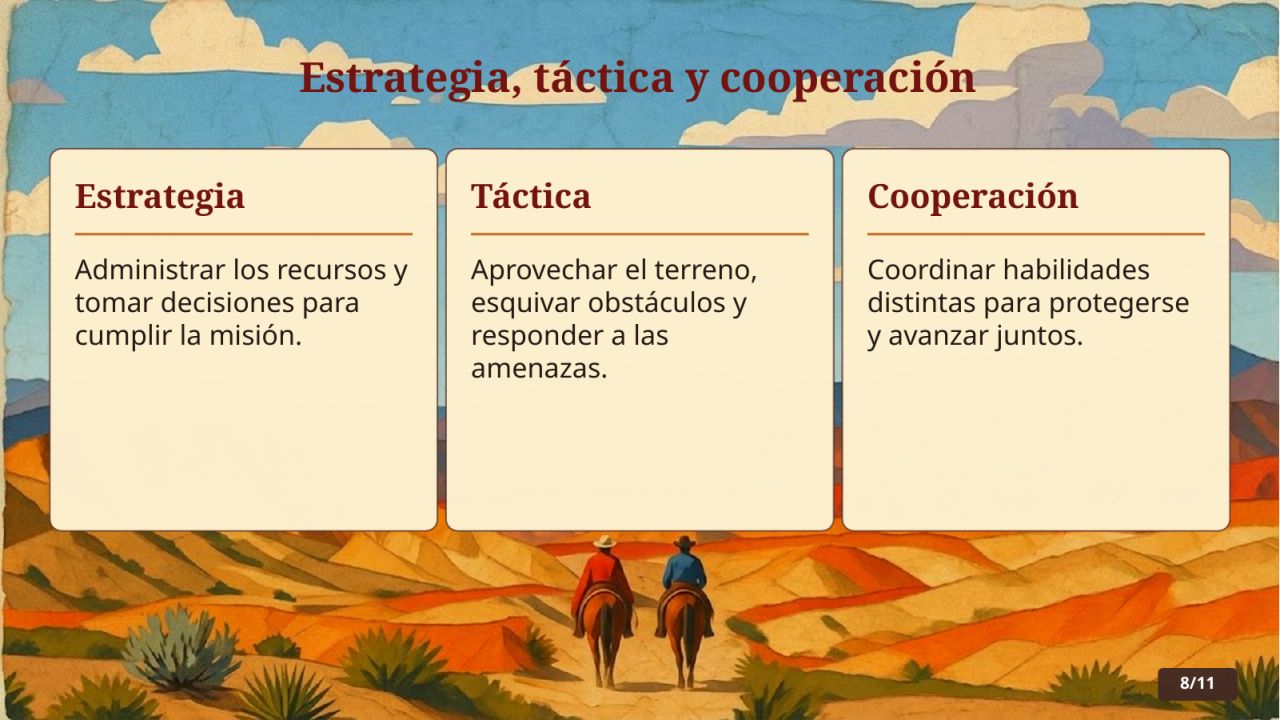 Estrategia, táctica y cooperación
Estrategia
Administrar los recursos y
tomar decisiones para
cumplir la misión.
Táctica
Aprovechar el terreno,
esquivar obstáculos y
responder a las
amenazas.
Cooperación
Coordinar habilidades
distintas para protegerse
y avanzar juntos.
8/11